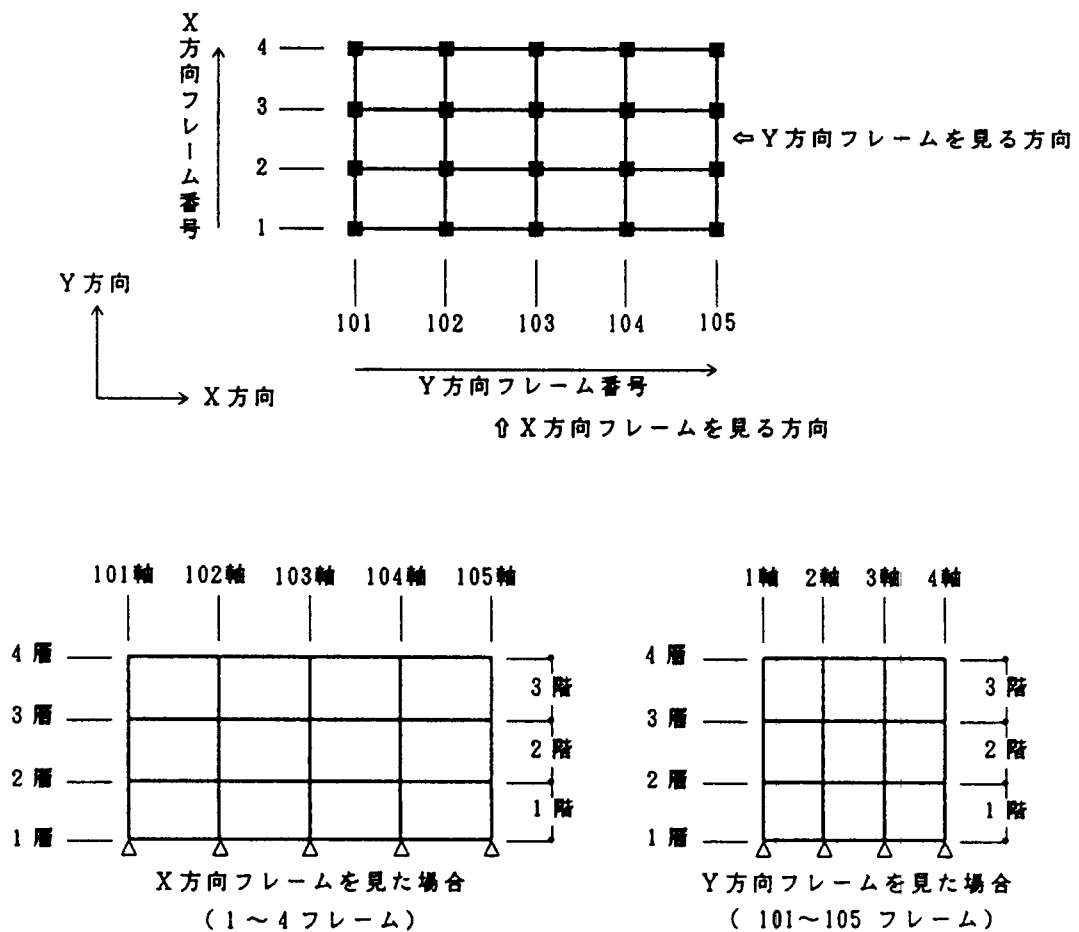 X方向フレーム番号
4
3
2
1
⇦Y方向フレームを見る方向
Y方向
X方向
101 102 103 104 105
Y方向フレーム番号
⇧X方向フレームを見る方向
101軸 102軸 103軸 104軸 105軸
4層
3層
2層
1層
3階
2階
1階
X方向フレームを見た場合
(1~4フレーム)
1軸 2軸 3軸 4軸
4層
3層
2層
1層
3階
2階
1階
Y方向フレームを見た場合
(101~105 フレーム)